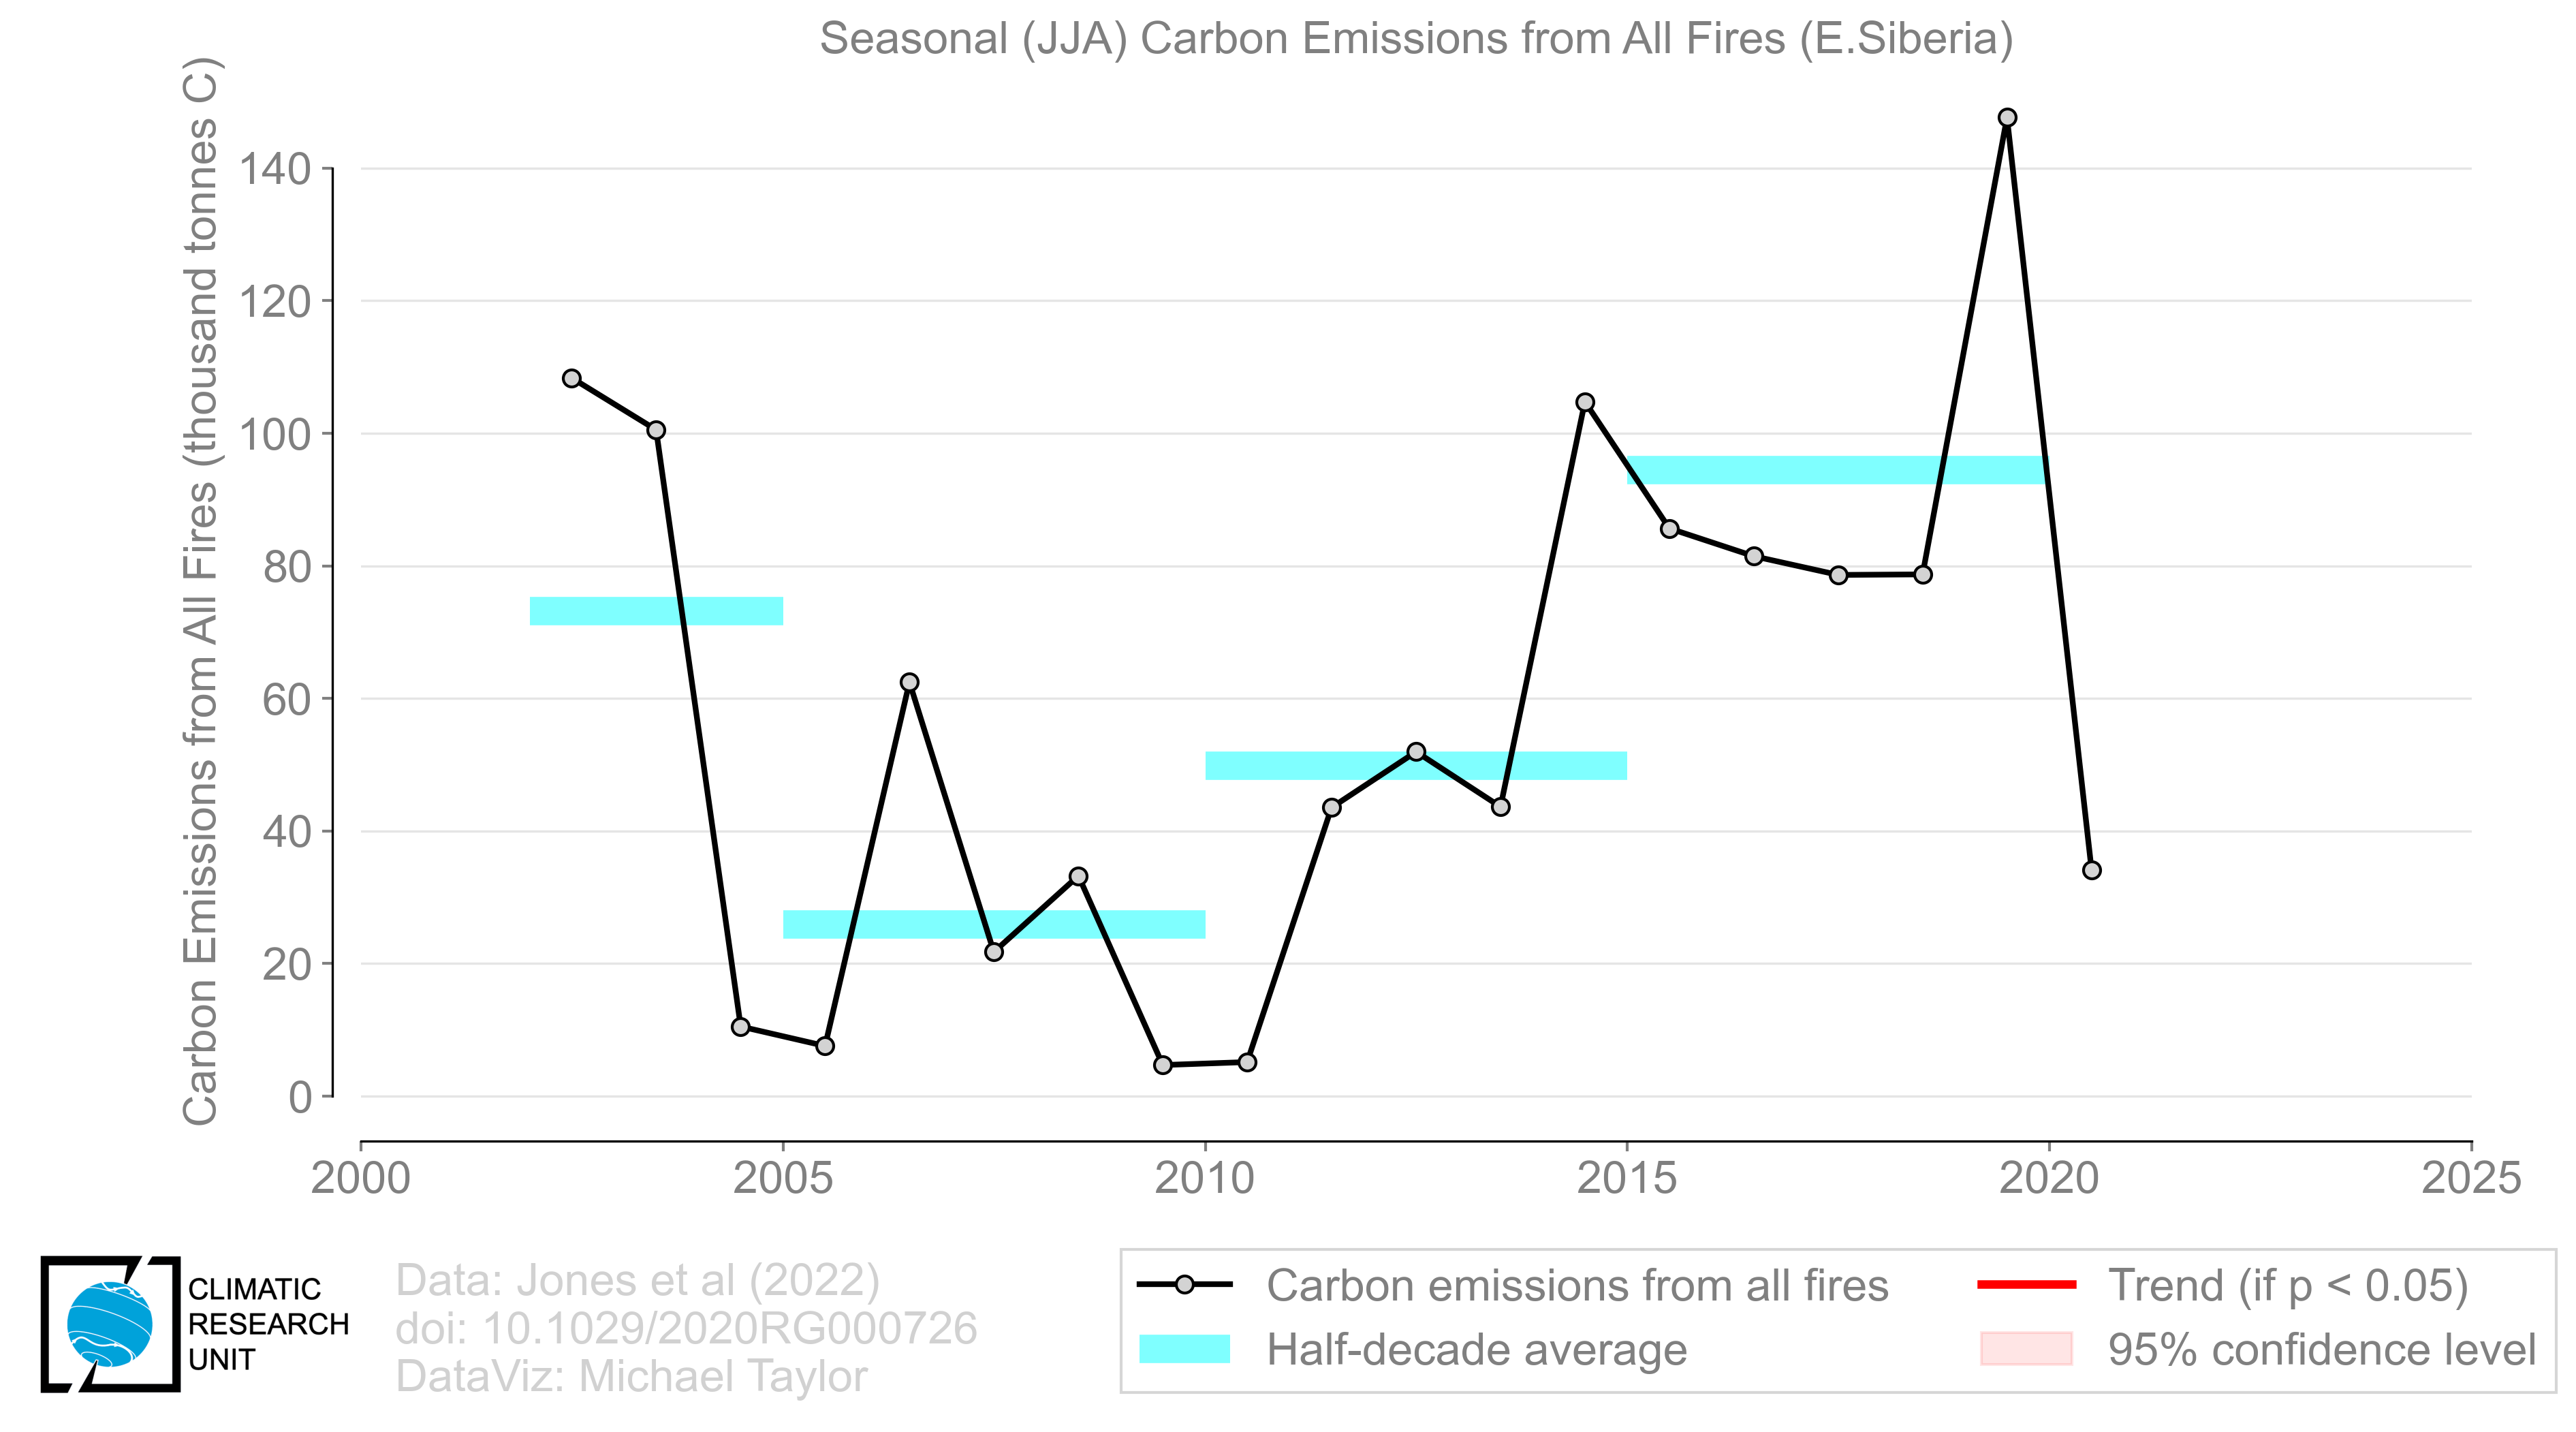 Seasonal (JJA) Carbon Emissions from All Fires (E.Siberia)
Carbon Emissions from All Fires (thousand tonnes C)
140
120
100
80
60
40
20
0
2000 2005 2010 2015 2020 2025
CLIMATIC
RESEARCH
UNIT
Data: Jones et al (2022)
doi: 10.1029/2020RG000726
DataViz: Michael Taylor
Carbon emissions from all fires
Half-decade average
Trend (if p < 0.05)
95% confidence level